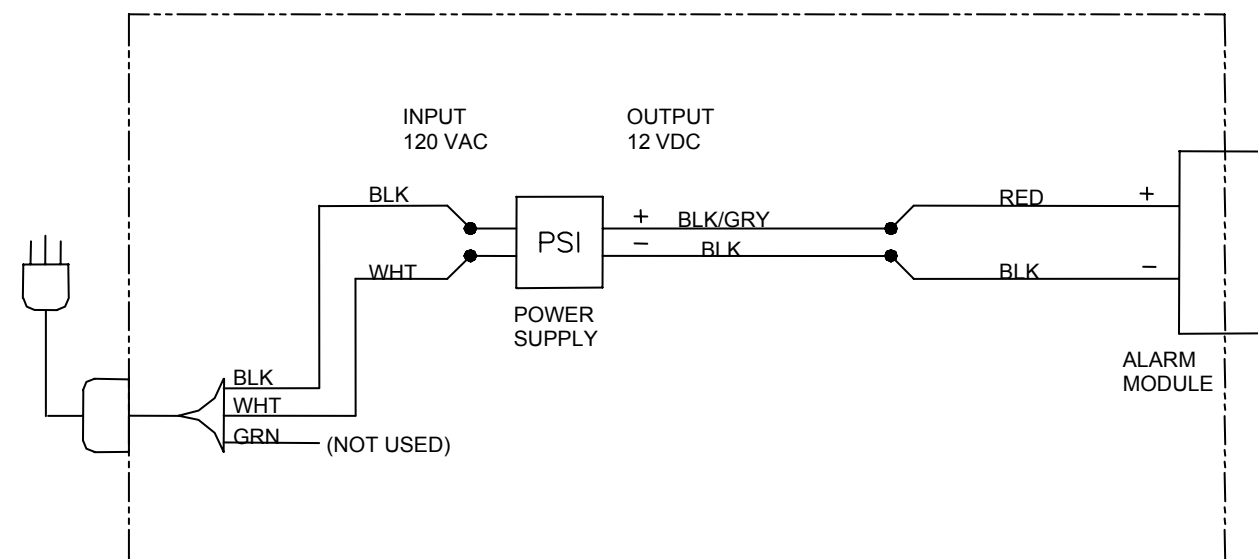 INPUT
120 VAC
OUTPUT
12 VDC
BLK
WHT
PSI
+
−
BLK/GRY
BLK
RED
+
BLK
−
POWER
SUPPLY
ALARM
MODULE
BLK
WHT
GRN
(NOT USED)